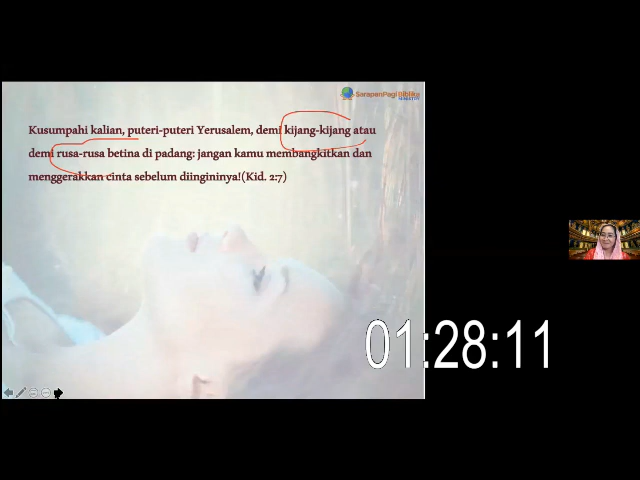 SarapanPagi Biblika
MINISTRY
Kusumpahi kalian, puteri-puteri Yerusalem, demi kijang-kijang atau
demi rusa-rusa betina di padang: jangan kamu membangkitkan dan
menggerakkan cinta sebelum diingininya!(Kid. 2:7)
01:28:11